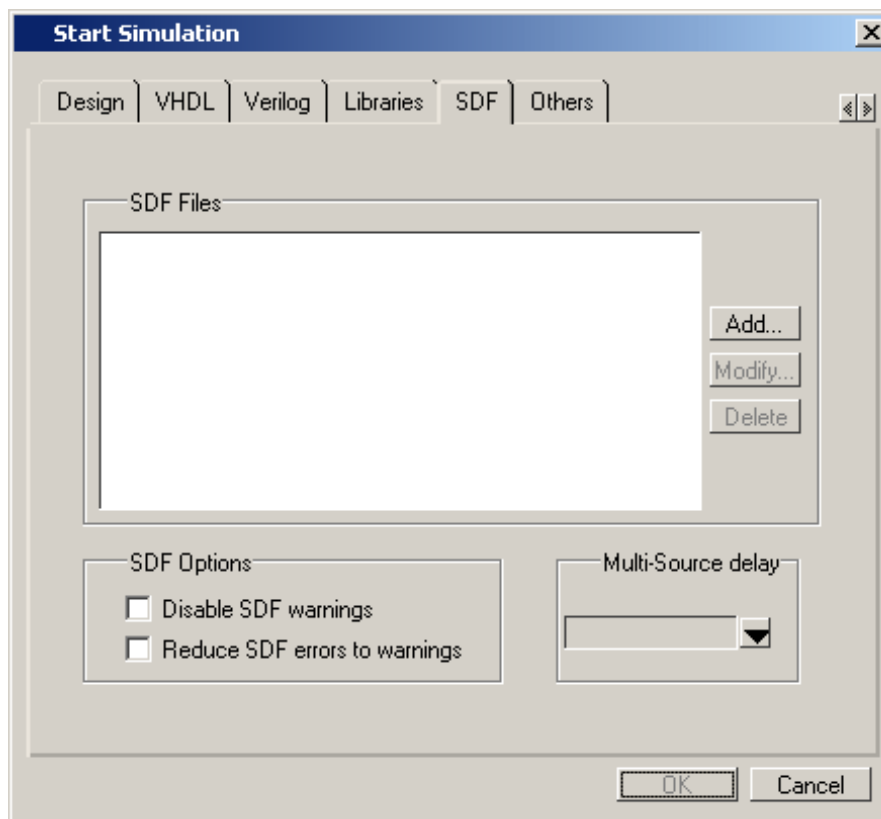 Start Simulation
Design VHDL Verilog Libraries SDF Others
SDF Files
Add...
Modify...
Delete
SDF Options
Disable SDF warnings
Reduce SDF errors to warnings
Multi-Source delay
OK Cancel